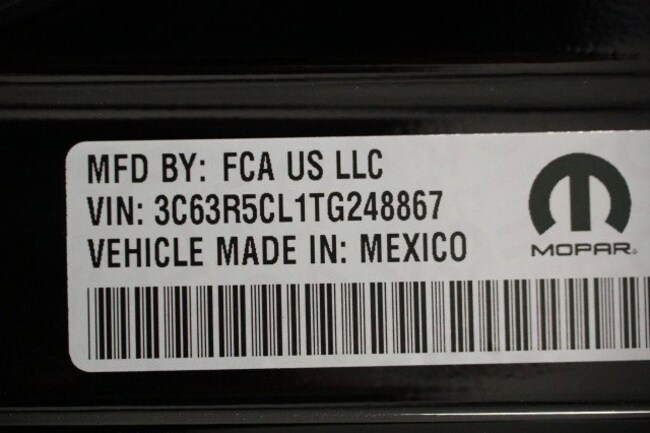 MFD BY: FCA US LLC
VIN: 3C63R5CL1TG248867
VEHICLE MADE IN: MEXICO
MOPAR®